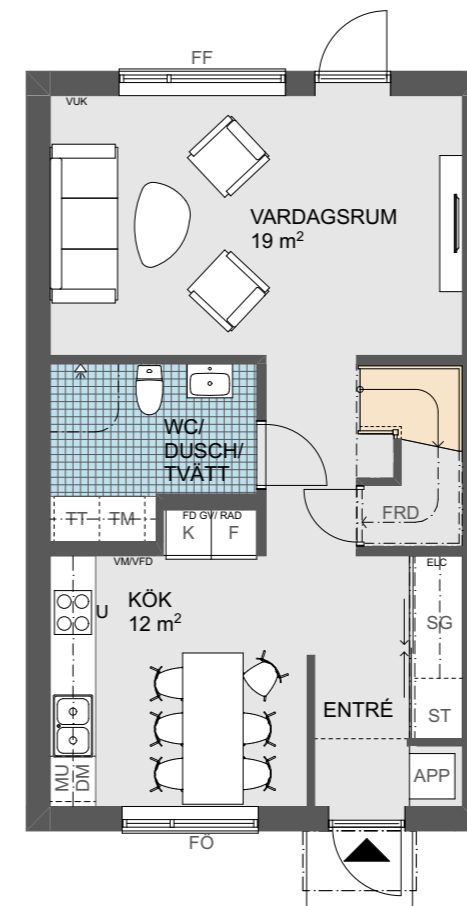 FF
VUK
VARDAGSRUM
19 m²
WC/
DUSCH/
TVÄTT
TT TM
FD GV/ RAD
K F
FRD
VM/VFD
ELC
U
KÖK
12 m²
SG
ENTRÉ
ST
MU
DM
APP
FÖ